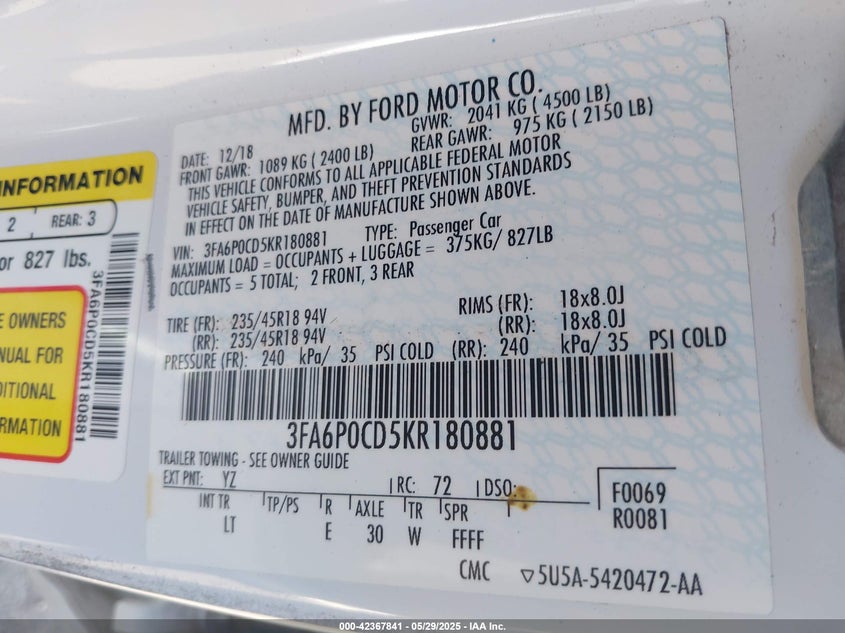 MFD. BY FORD MOTOR CO.
DATE: 12/18 GVWR: 2041 KG ( 4500 LB)
FRONT GAWR: 1089 KG ( 2400 LB) REAR GAWR: 975 KG ( 2150 LB)
THIS VEHICLE CONFORMS TO ALL APPLICABLE FEDERAL MOTOR
VEHICLE SAFETY, BUMPER, AND THEFT PREVENTION STANDARDS
IN EFFECT ON THE DATE OF MANUFACTURE SHOWN ABOVE.
VIN: 3FA6P0CD5KR180881 TYPE: Passenger Car
MAXIMUM LOAD = OCCUPANTS + LUGGAGE = 375KG/ 827LB
OCCUPANTS = 5 TOTAL; 2 FRONT, 3 REAR
TIRE (FR): 235/45R18 94V RIMS (FR): 18x8.0J
(RR): 235/45R18 94V (RR): 18x8.0J
PRESSURE (FR): 240 kPa/ 35 PSI COLD (RR): 240 kPa/ 35 PSI COLD
3FA6P0CD5KR180881
TRAILER TOWING - SEE OWNER GUIDE
EXT PNT: YZ RC: 72 DSO:
INT TR TP/PS R AXLE TR SPR
LT E 30 W FFFF
F0069
R0081
CMC ▽5U5A-5420472-AA
INFORMATION
2 REAR: 3
or 827 lbs.
3FA6P0CD5KR180881
E OWNERS
NUAL FOR
DITIONAL
RMATION
000-42367841 - 05/29/2025 - IAA Inc.